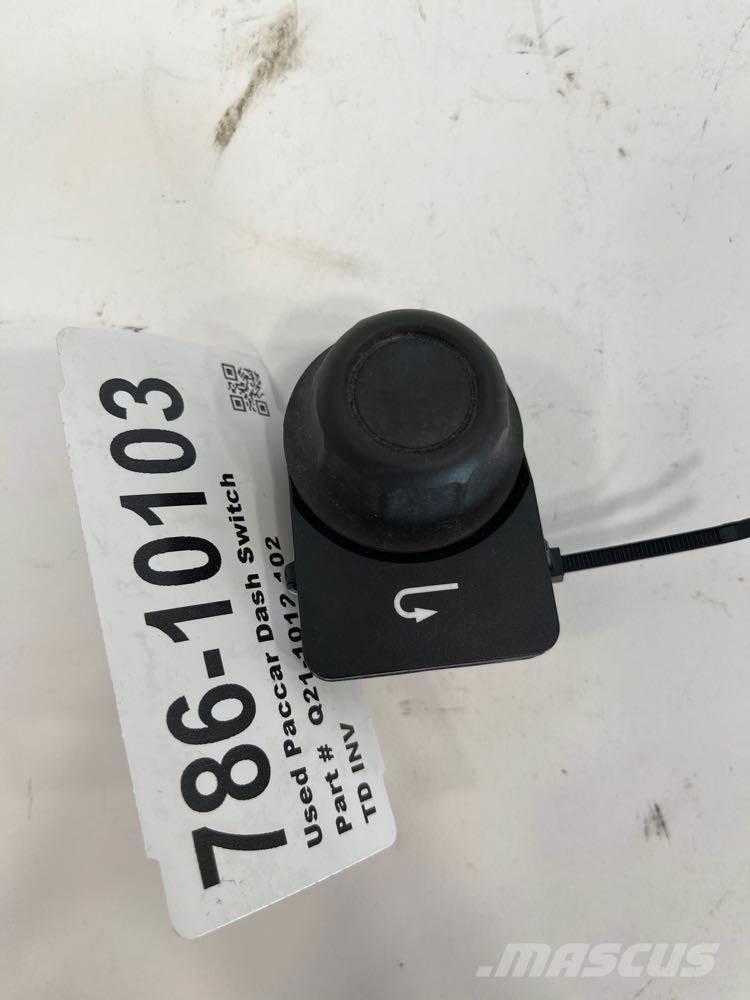 786-10103
Used Paccar Dash Switch
Part # Q21-1012
402
TD INV
MASCUS